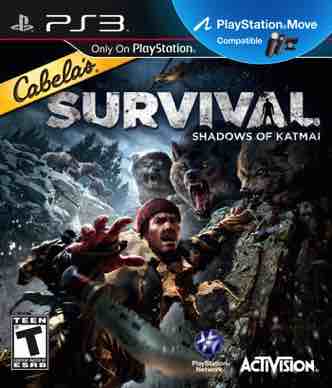 PS3
PlayStation®Move
Compatible
Only On PlayStation®
Cabela's
SURVIVAL
SHADOWS OF KATMAI
TEEN
T
ESRB
PlayStation®
Network
ACTIVISION®